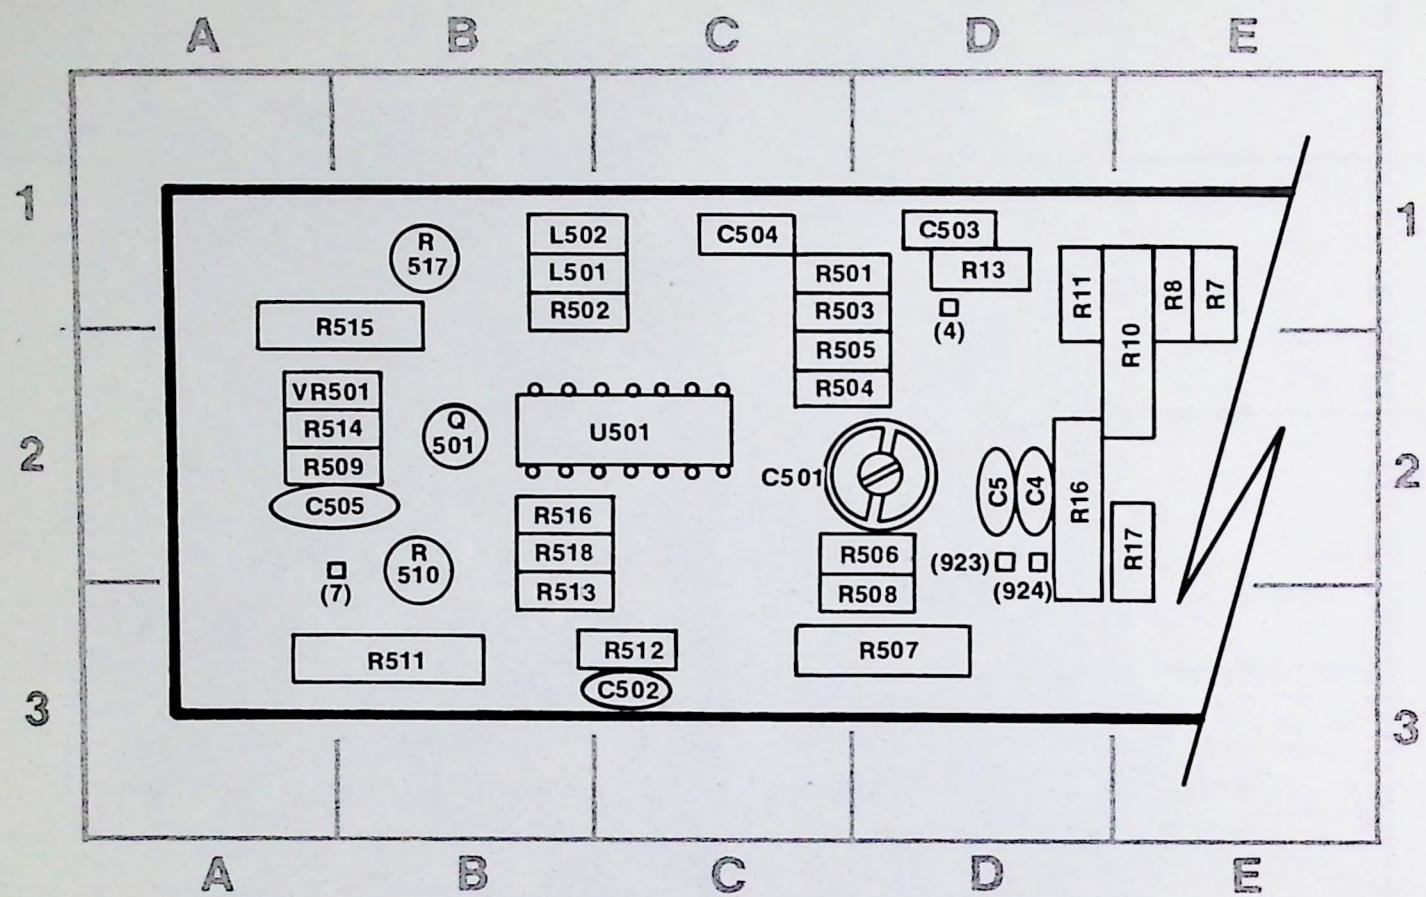 A B C D E
1 1
R
517
L502
L501
R502
C504
C503
R501
R13
R503
(4)
R505
R504
R11
R10
R8
R7
R515
VR501
R514
R509
C505
Q
501
U501
C501
C5
C4
R16
R17
2 2
R516
R518
R513
R506
R508
(923)
(924)
(7)
R
510
R511
R512
C502
R507
3 3
A B C D E